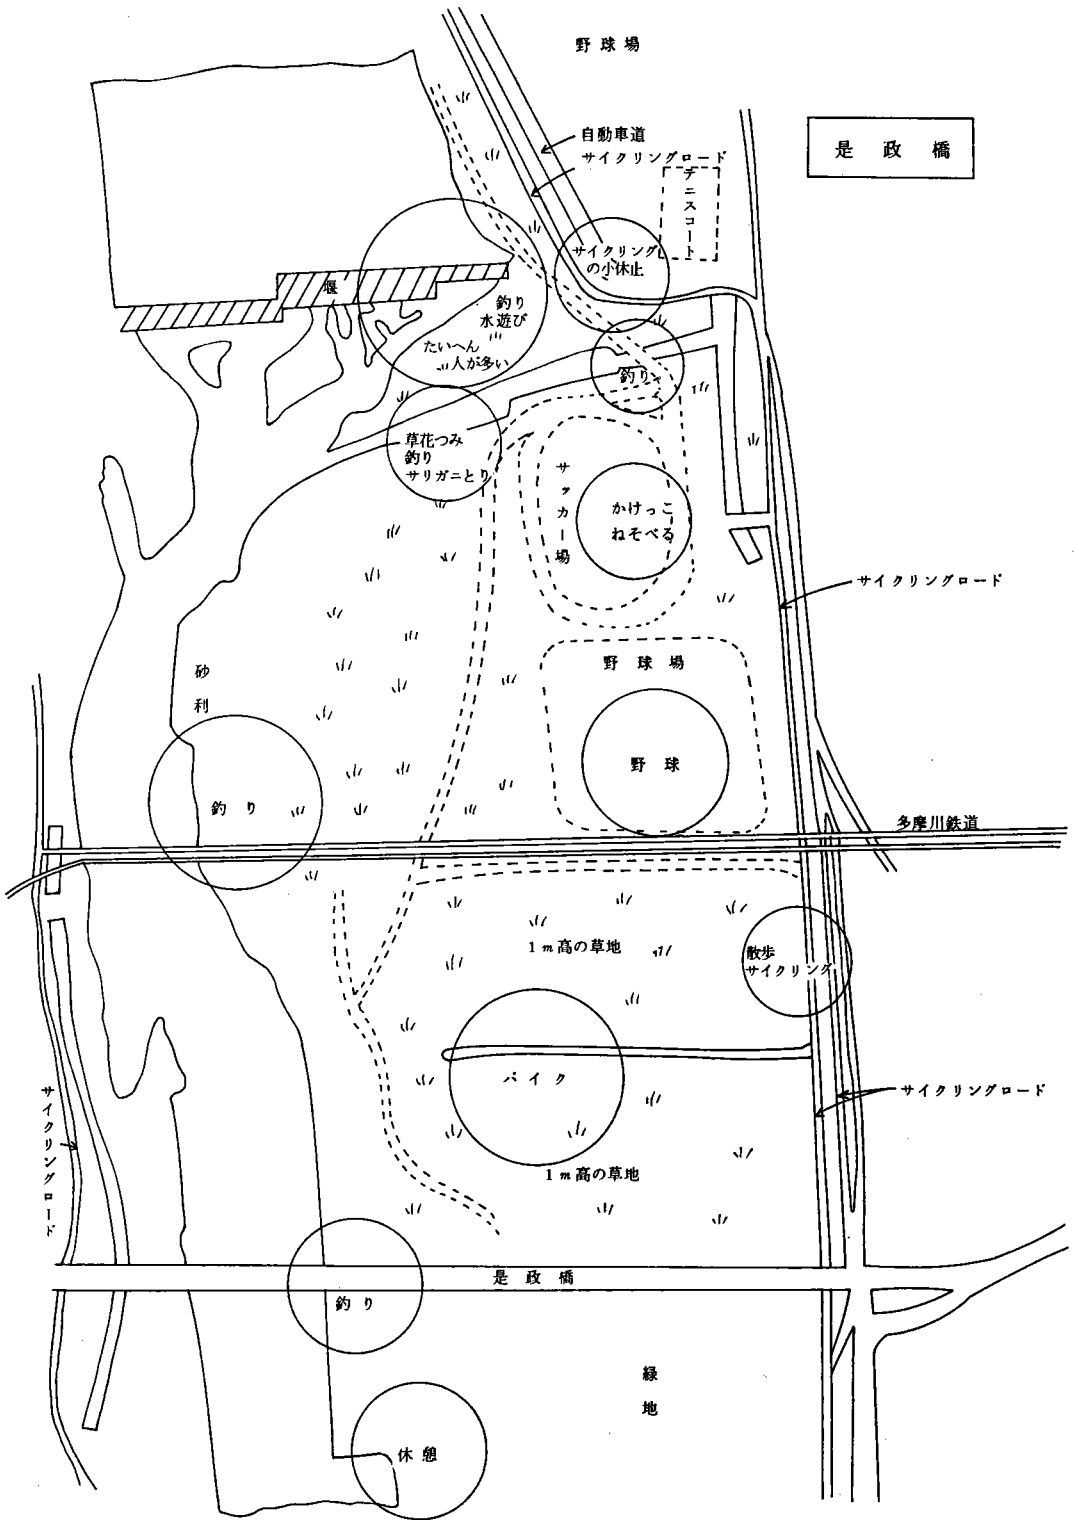 野球場
自動車道
サイクリングロード
是政橋
テニスコート
サイクリング
の小休止
堰
釣り
水遊び
たいへん
人が多い
釣り
草花つみ
釣り
サリガニとり
サッカー場
かけっこ
ねそべる
サイクリングロード
野球場
砂利
野球
釣り
多摩川鉄道
1m高の草地
散歩
サイクリング
バイク
サイクリングロード
サイクリングロード
1m高の草地
是政橋
釣り
緑地
休憩